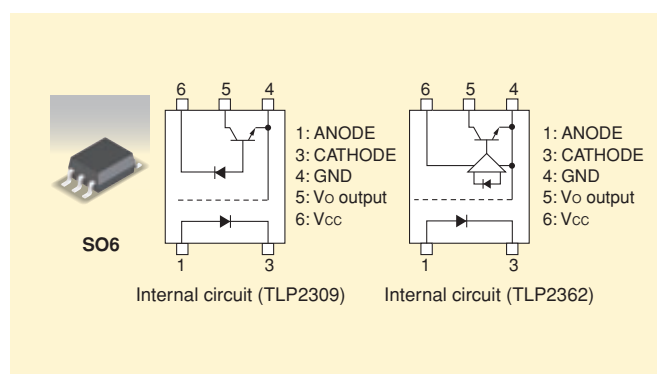 6 5 4
1: ANODE
3: CATHODE
4: GND
5: VO output
6: VCC
1 3
SO6
Internal circuit (TLP2309)
6 5 4
1: ANODE
3: CATHODE
4: GND
5: VO output
6: VCC
1 3
Internal circuit (TLP2362)